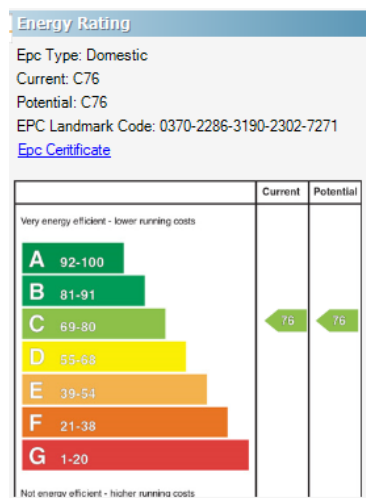 Energy Rating
Epc Type: Domestic
Current: C76
Potential: C76
EPC Landmark Code: 0370-2286-3190-2302-7271
Epc Ceritificate
Current Potential
Very energy efficient - lower running costs
A 92-100
B 81-91
C 69-80 76 76
D 55-68
E 39-54
F 21-38
G 1-20
Not energy efficient - higher running costs